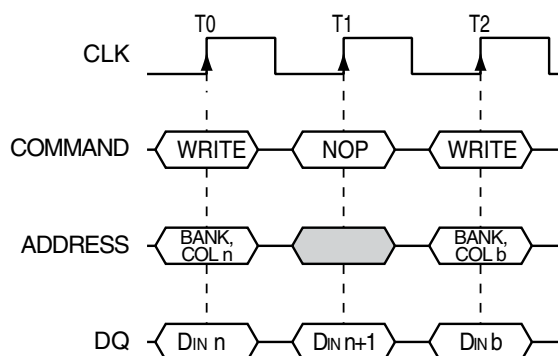 T0 T1 T2
CLK
COMMAND WRITE NOP WRITE
ADDRESS BANK, COL n BANK, COL b
DQ DIN n DIN n+1 DIN b